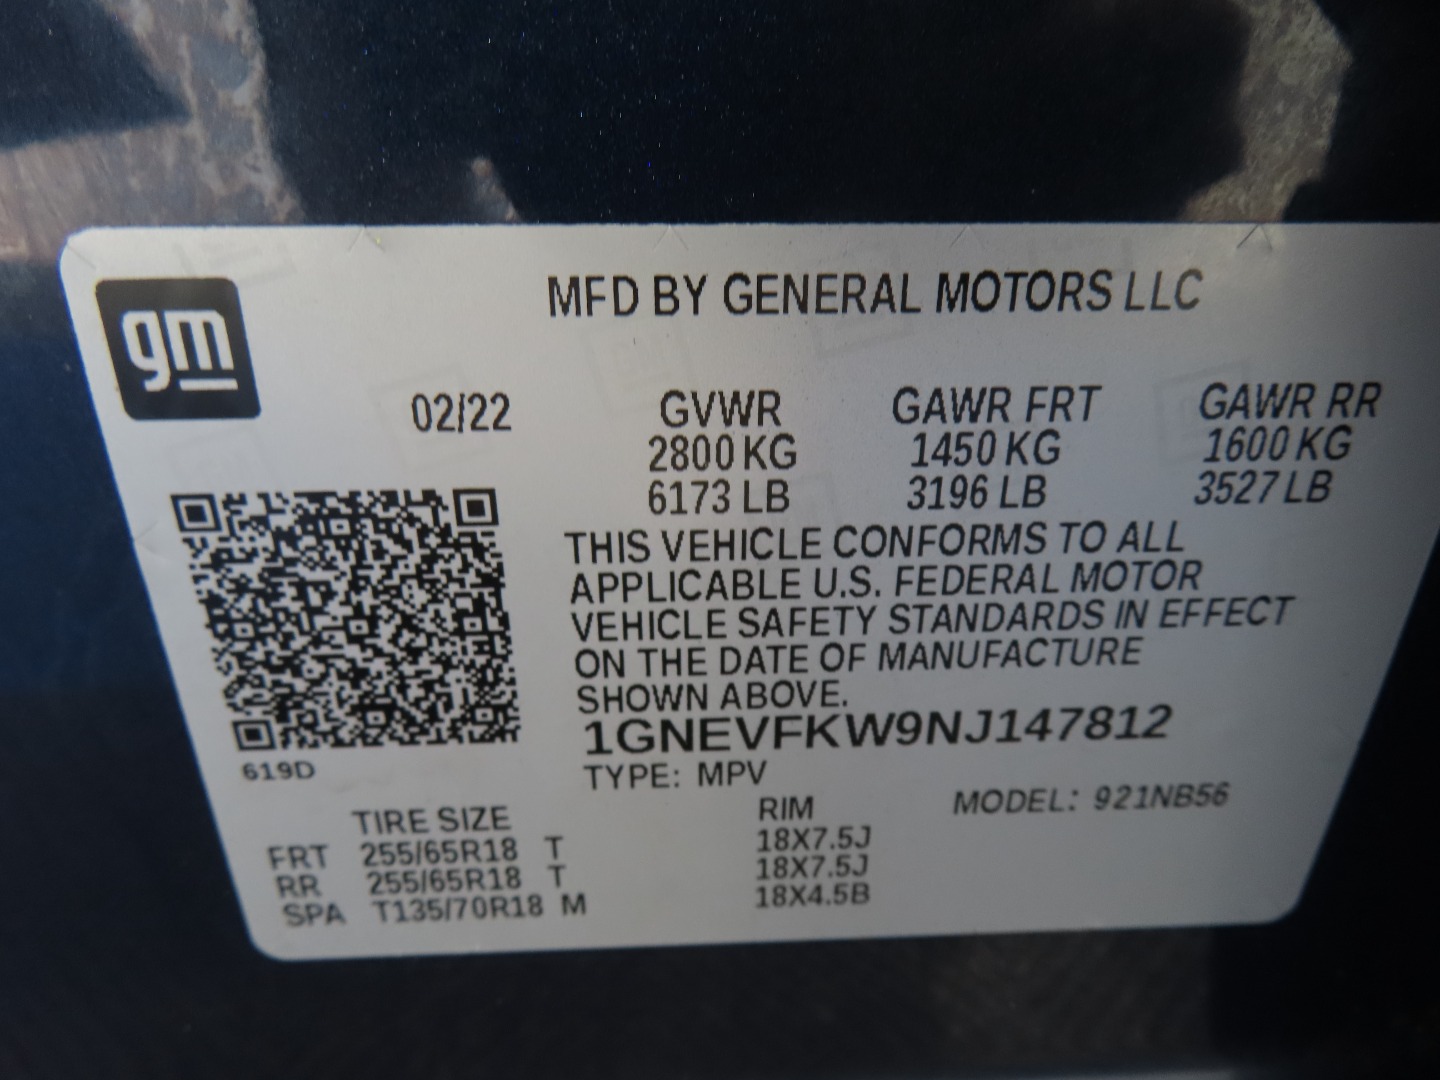 MFD BY GENERAL MOTORS LLC
gm
02/22 GVWR GAWR FRT GAWR RR
2800 KG 1450 KG 1600 KG
6173 LB 3196 LB 3527 LB
THIS VEHICLE CONFORMS TO ALL
APPLICABLE U.S. FEDERAL MOTOR
VEHICLE SAFETY STANDARDS IN EFFECT
ON THE DATE OF MANUFACTURE
SHOWN ABOVE.
1GNEVFKW9NJ147812
619D
TYPE: MPV
TIRE SIZE RIM MODEL: 921NB56
FRT 255/65R18 T 18X7.5J
RR 255/65R18 T 18X7.5J
SPA T135/70R18 M 18X4.5B